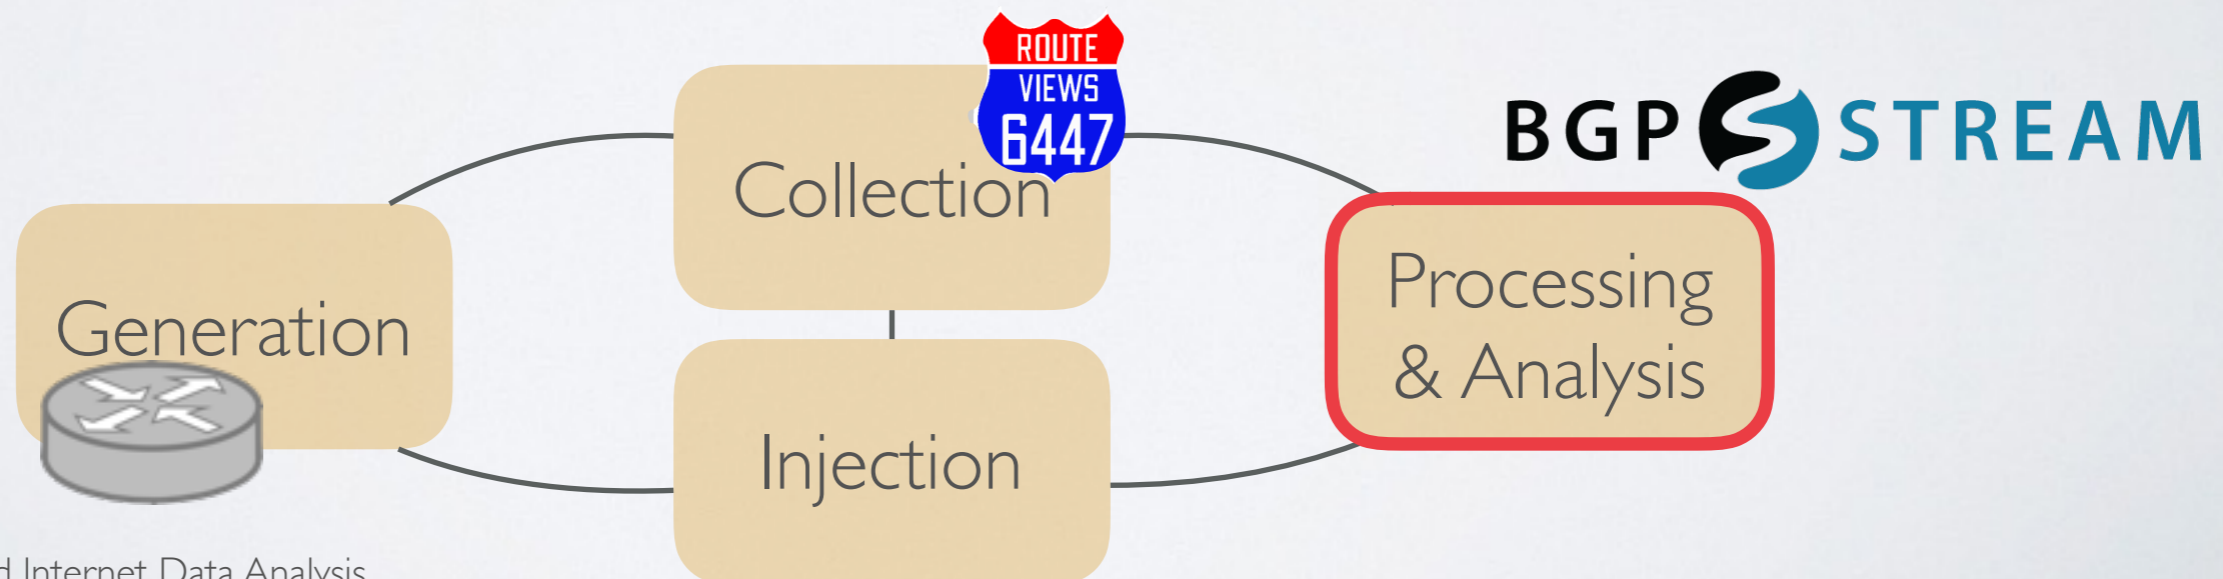 ROUTE
VIEWS
6447
BGP STREAM
Collection
Generation
Processing
& Analysis
Injection
Internet Data Analysis